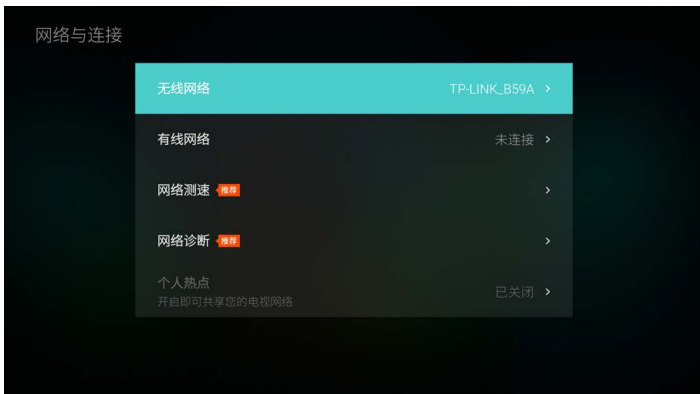 网络与连接
无线网络 TP-LINK_B59A >
有线网络 未连接 >
网络测速 推荐 >
网络诊断 推荐 >
个人热点
开启即可共享您的电视网络 已关闭 >